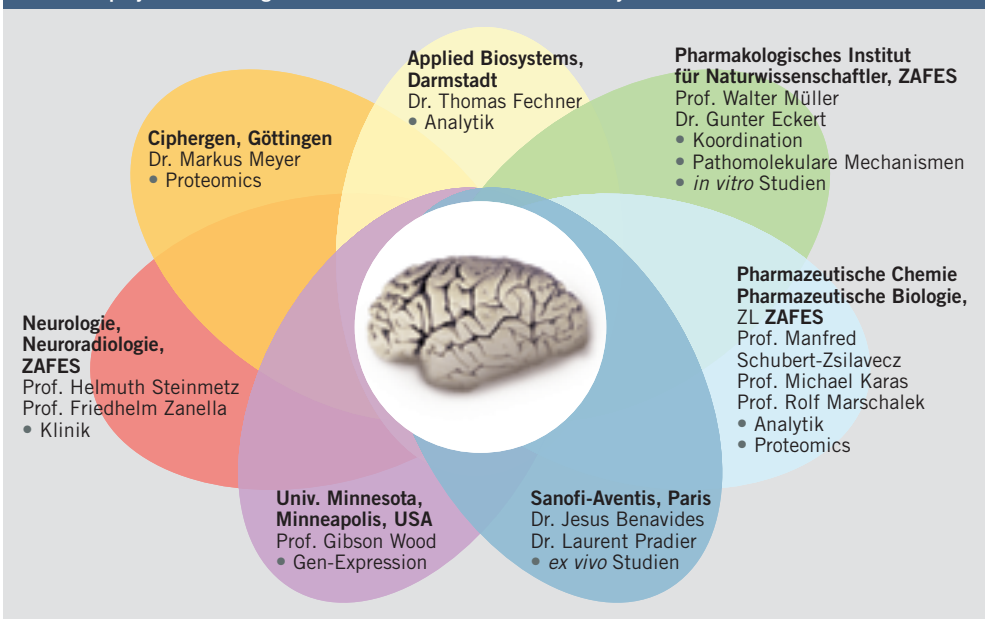 Applied Biosystems,
Darmstadt
Dr. Thomas Fechner
• Analytik
Pharmakologisches Institut
für Naturwissenschaftler, ZAFES
Prof. Walter Müller
Dr. Gunter Eckert
• Koordination
• Pathomolekulare Mechanismen
• in vitro Studien
Ciphergen, Göttingen
Dr. Markus Meyer
• Proteomics
Pharmazeutische Chemie
Pharmazeutische Biologie,
ZL ZAFES
Prof. Manfred
Schubert-Zsilavecz
Prof. Michael Karas
Prof. Rolf Marschalek
• Analytik
• Proteomics
Neurologie,
Neuroradiologie,
ZAFES
Prof. Helmuth Steinmetz
Prof. Friedhelm Zanella
• Klinik
Univ. Minnesota,
Minneapolis, USA
Prof. Gibson Wood
• Gen-Expression
Sanofi-Aventis, Paris
Dr. Jesus Benavides
Dr. Laurent Pradier
• ex vivo Studien